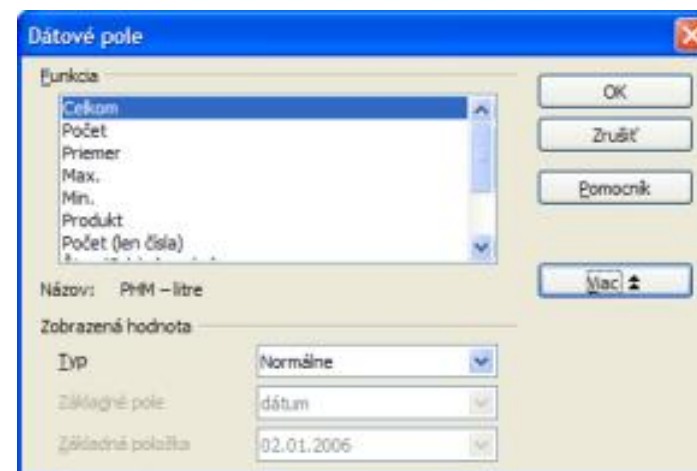 Dátové pole
Funkcia
Celkom
Počet
Priemer
Max.
Min.
Produkt
Počet (len čísla)
OK
Zrušiť
Pomocník
Viac
Názov: PHM – litre
Zobrazená hodnota
Typ Normálne
Základné pole dátum
Základná položka 02.01.2006